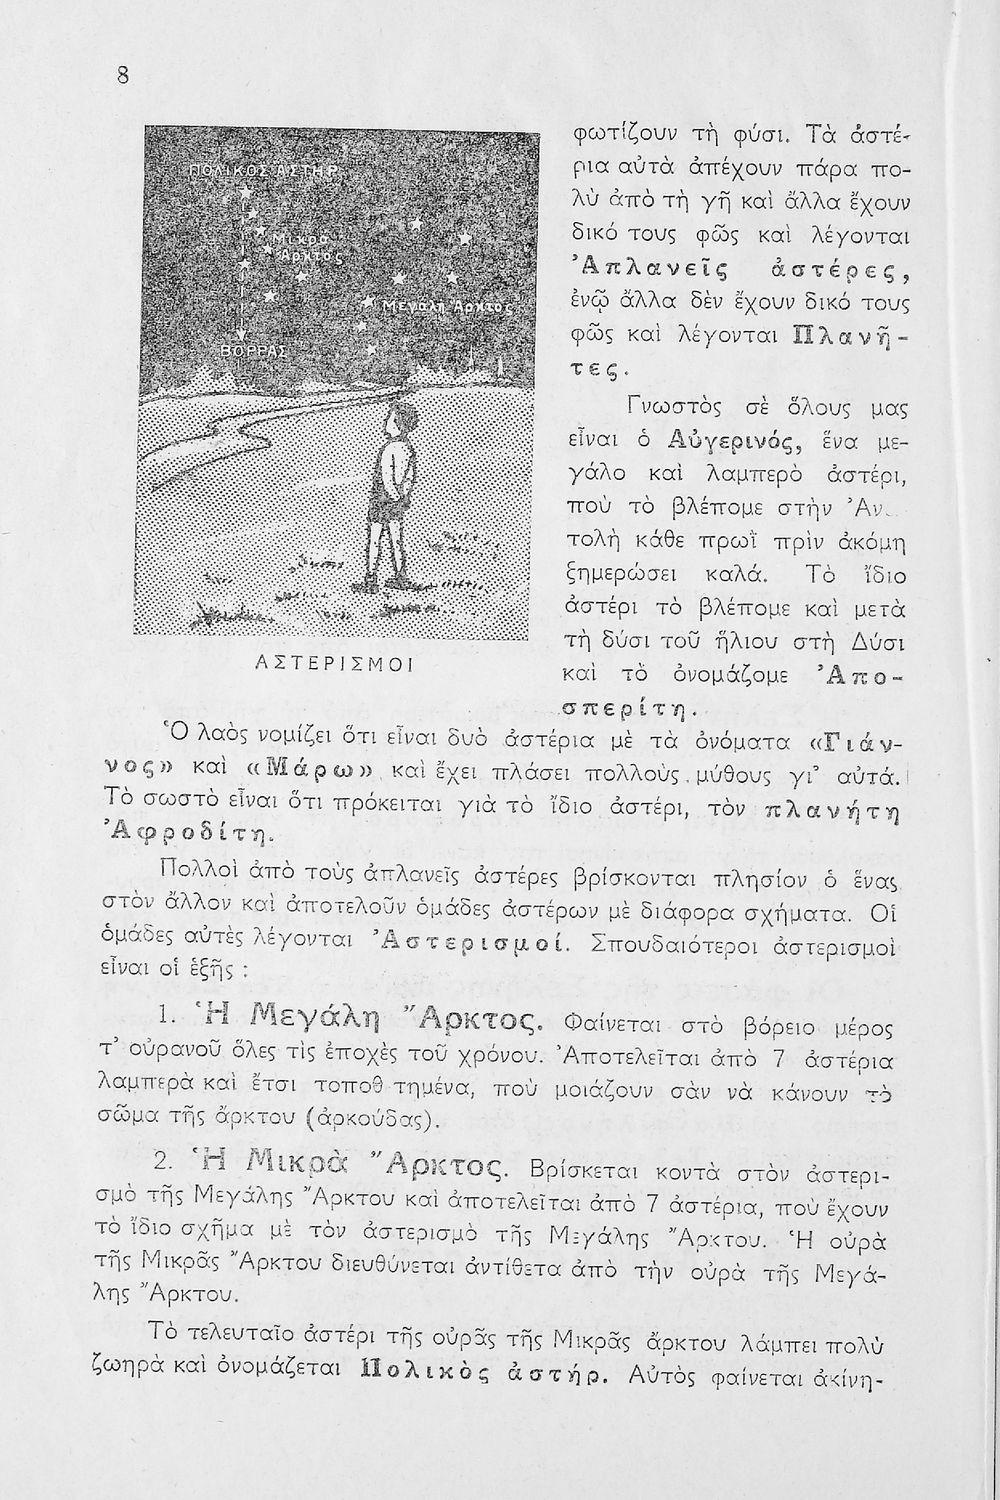 8
ΠΟΛΙΚΟΣ ΑΣΤΗΡ
Μικρὰ
Ἄρκτος
Μεγάλη Ἄρκτος
ΒΟΡΡΑΣ
ΑΣΤΕΡΙΣΜΟΙ
φωτίζουν τὴ φύσι. Τὰ ἀστέ-
ρια αὐτὰ ἀπέχουν πάρα πο-
λὺ ἀπὸ τὴ γῆ καὶ ἄλλα ἔχουν
δικό τους φῶς καὶ λέγονται
Ἀπλανεῖς ἀστέρες,
ἐνῷ ἄλλα δὲν ἔχουν δικό τους
φῶς καὶ λέγονται Πλανῆ-
τες.
Γνωστὸς σὲ ὅλους μας
εἶναι ὁ Αὐγερινός, ἕνα με-
γάλο καὶ λαμπερὸ ἀστέρι,
ποὺ τὸ βλέπομε στὴν Ἀν
τολὴ κάθε πρωὶ πρὶν ἀκόμη
ξημερώσει καλά. Τὸ ἴδιο
ἀστέρι τὸ βλέπομε καὶ μετὰ
τὴ δύσι τοῦ ἥλιου στὴ Δύσι
καὶ τὸ ὀνομάζομε Ἀπο-
σπερίτη.
Ὁ λαὸς νομίζει ὅτι εἶναι δυὸ ἀστέρια μὲ τὰ ὀνόματα «Γιάν-
νος» καὶ «Μάρω» καὶ ἔχει πλάσει πολλοὺς μύθους γι’ αὐτά.
Τὸ σωστὸ εἶναι ὅτι πρόκειται γιὰ τὸ ἴδιο ἀστέρι, τὸν πλανήτη
Ἀφροδίτη.
Πολλοὶ ἀπὸ τοὺς ἀπλανεῖς ἀστέρες βρίσκονται πλησίον ὁ ἕνας
στὸν ἄλλον καὶ ἀποτελοῦν ὁμάδες ἀστέρων μὲ διάφορα σχήματα. Οἱ
ὁμάδες αὐτὲς λέγονται Ἀστερισμοί. Σπουδαιότεροι ἀστερισμοὶ
εἶναι οἱ ἑξῆς :
1. Ἡ Μεγάλη Ἄρκτος. Φαίνεται στὸ βόρειο μέρος
τ’ οὐρανοῦ ὅλες τὶς ἐποχὲς τοῦ χρόνου. Ἀποτελεῖται ἀπὸ 7 ἀστέρια
λαμπερὰ καὶ ἔτσι τοποθ τημένα, ποὺ μοιάζουν σὰν νὰ κάνουν τὸ
σῶμα τῆς ἄρκτου (ἀρκούδας).
2. Ἡ Μικρὰ Ἄρκτος. Βρίσκεται κοντὰ στὸν ἀστερι-
σμὸ τῆς Μεγάλης Ἄρκτου καὶ ἀποτελεῖται ἀπὸ 7 ἀστέρια, ποὺ ἔχουν
τὸ ἴδιο σχῆμα μὲ τὸν ἀστερισμὸ τῆς Μεγάλης Ἄρκτου. Ἡ οὐρὰ
τῆς Μικρᾶς Ἄρκτου διευθύνεται ἀντίθετα ἀπὸ τὴν οὐρὰ τῆς Μεγά-
λης Ἄρκτου.
Τὸ τελευταῖο ἀστέρι τῆς οὐρᾶς τῆς Μικρᾶς ἄρκτου λάμπει πολὺ
ζωηρὰ καὶ ὀνομάζεται Πολικὸς ἀστήρ. Αὐτὸς φαίνεται ἀκίνη-